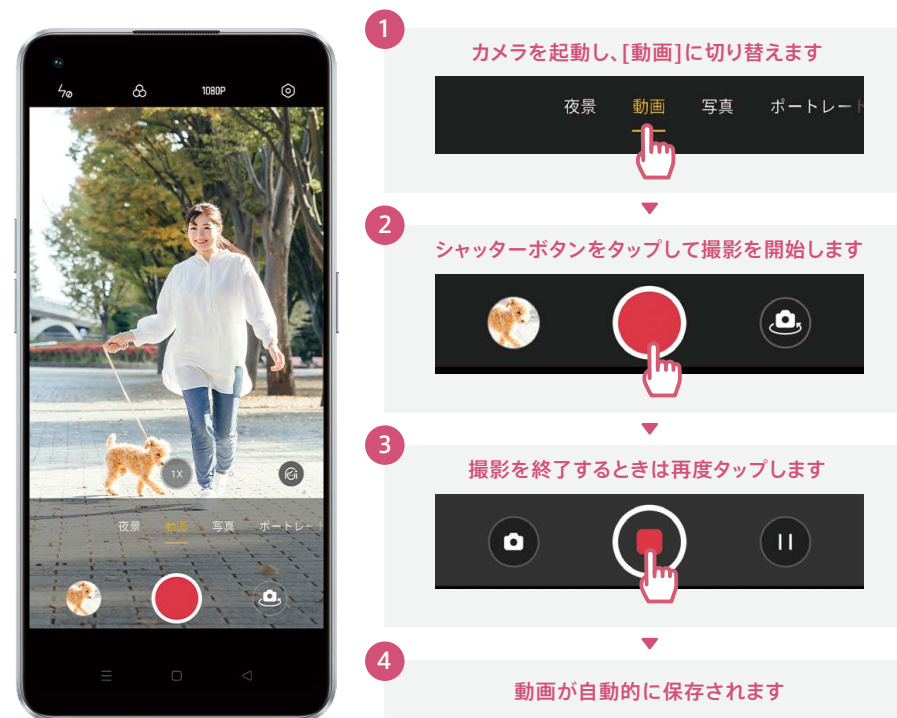 1080P
1X
夜景 動画 写真 ポートレート
1
カメラを起動し、[動画]に切り替えます
夜景 動画 写真 ポートレート
2
シャッターボタンをタップして撮影を開始します
3
撮影を終了するときは再度タップします
4
動画が自動的に保存されます